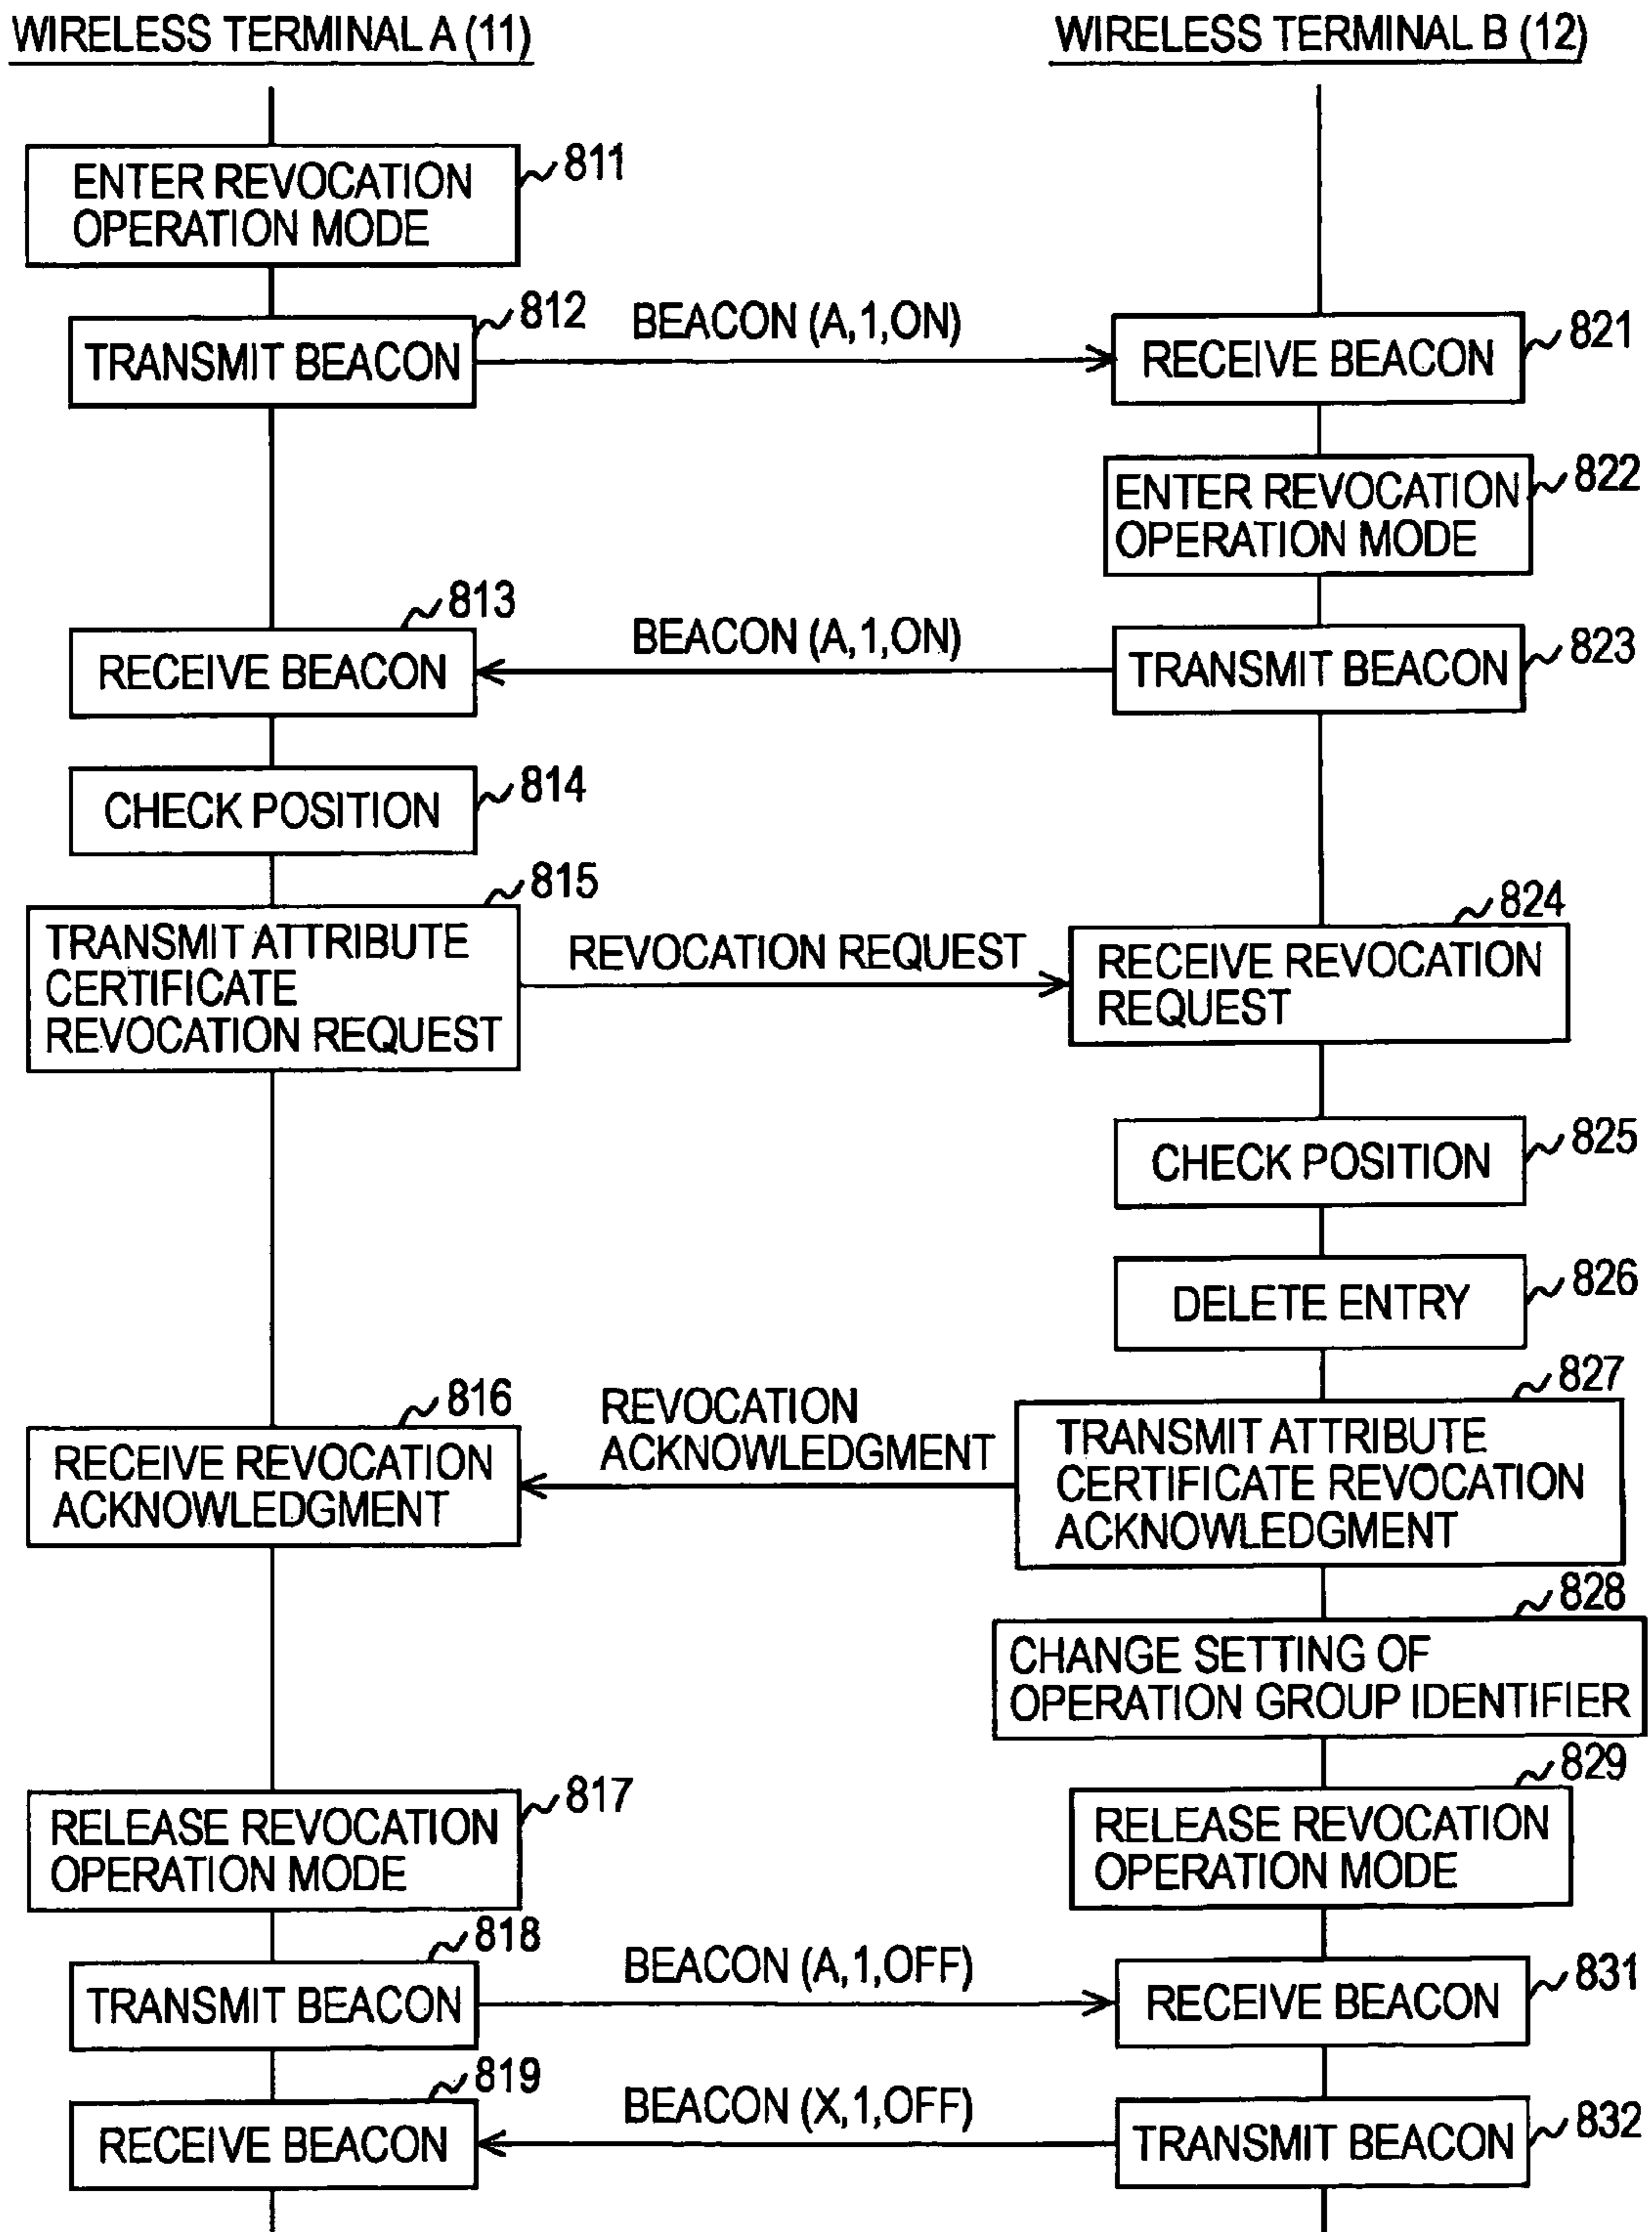 WIRELESS TERMINAL A (11)
WIRELESS TERMINAL B (12)
ENTER REVOCATION
OPERATION MODE
811
TRANSMIT BEACON
812
BEACON (A,1,ON)
RECEIVE BEACON
821
ENTER REVOCATION
OPERATION MODE
822
813
RECEIVE BEACON
BEACON (A,1,ON)
TRANSMIT BEACON
823
CHECK POSITION
814
815
TRANSMIT ATTRIBUTE
CERTIFICATE
REVOCATION REQUEST
REVOCATION REQUEST
824
RECEIVE REVOCATION
REQUEST
CHECK POSITION
825
DELETE ENTRY
826
816
RECEIVE REVOCATION
ACKNOWLEDGMENT
REVOCATION
ACKNOWLEDGMENT
827
TRANSMIT ATTRIBUTE
CERTIFICATE REVOCATION
ACKNOWLEDGMENT
828
CHANGE SETTING OF
OPERATION GROUP IDENTIFIER
829
RELEASE REVOCATION
OPERATION MODE
817
RELEASE REVOCATION
OPERATION MODE
818
TRANSMIT BEACON
BEACON (A,1,OFF)
RECEIVE BEACON
831
819
RECEIVE BEACON
BEACON (X,1,OFF)
TRANSMIT BEACON
832